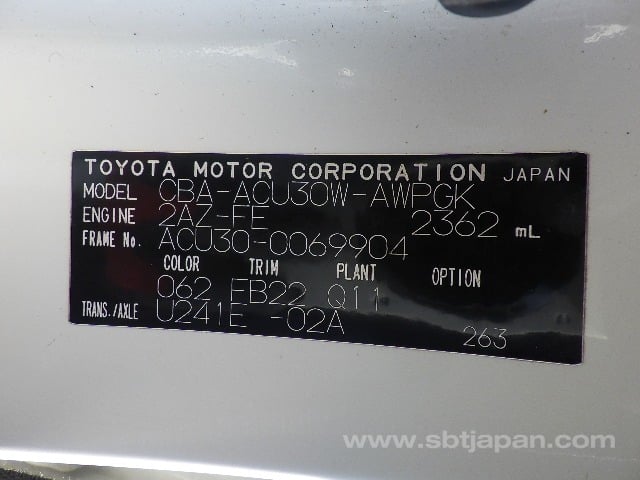 TOYOTA MOTOR CORPORATION JAPAN
MODEL CBA-ACU30W-AWPGK
ENGINE 2AZ-FE 2362 mL
FRAME No. ACU30-0069904
COLOR TRIM PLANT OPTION
062 FB22 Q11
TRANS./AXLE U241E -02A
263
www.sbtjapan.com